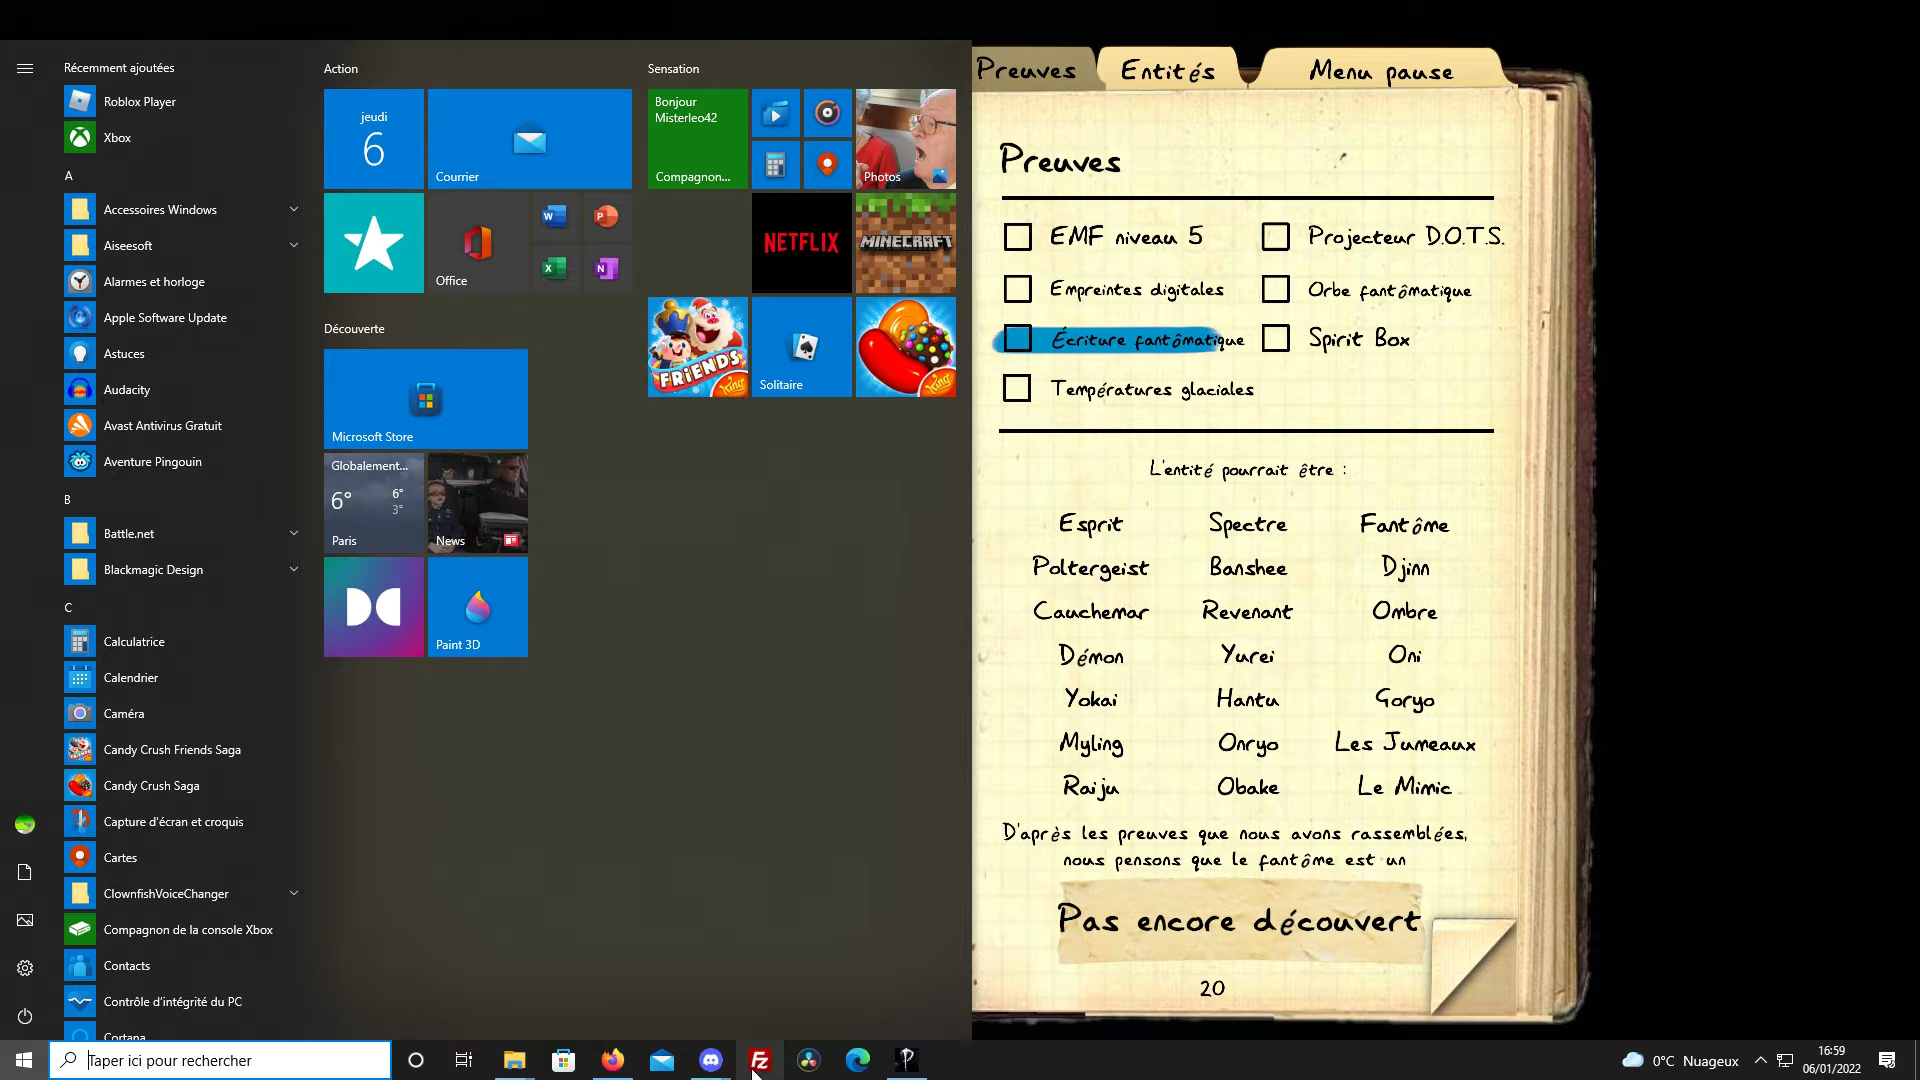 Récemment ajoutées
Roblox Player
Xbox
A
Accessoires Windows
Aiseesoft
Alarmes et horloge
Apple Software Update
Astuces
Audacity
Avast Antivirus Gratuit
Aventure Pingouin
B
Battle.net
Blackmagic Design
C
Calculatrice
Calendrier
Caméra
Candy Crush Friends Saga
Candy Crush Saga
Capture d'écran et croquis
Cartes
ClownfishVoiceChanger
Compagnon de la console Xbox
Contacts
Contrôle d'intégrité du PC
Cortana
Action
jeudi
6
Courrier
Office
W
P
X
N
Découverte
Microsoft Store
Globalement...
6°
6°
3°
Paris
News
Paint 3D
Sensation
Bonjour
Misterleo42
Compagnon...
Photos
NETFLIX
MINECRAFT
FRiENDS
King
Solitaire
King
Preuves
Entités
Menu pause
Preuves
EMF niveau 5
Projecteur D.O.T.S.
Empreintes digitales
Orbe fantômatique
Écriture fantômatique
Spirit Box
Températures glaciales
L'entité pourrait être :
Esprit Spectre Fantôme
Poltergeist Banshee Djinn
Cauchemar Revenant Ombre
Démon Yurei Oni
Yokai Hantu Goryo
Myling Onryo Les Jumeaux
Raiju Obake Le Mimic
D'après les preuves que nous avons rassemblées,
nous pensons que le fantôme est un
Pas encore découvert
20
Taper ici pour rechercher
Fz
0°C Nuageux
16:59
06/01/2022